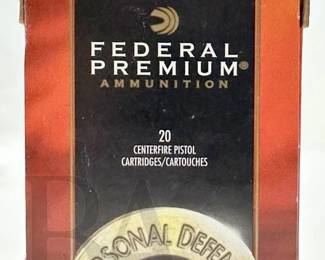 FEDERAL
PREMIUM®
AMMUNITION
20
CENTERFIRE PISTOL
CARTRIDGES/CARTOUCHES